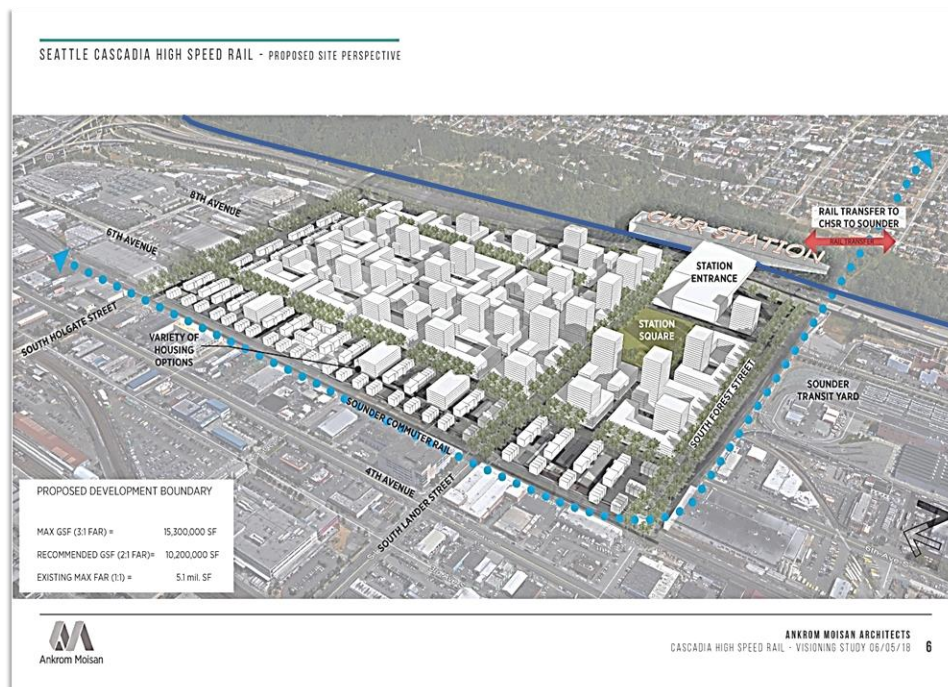 SEATTLE CASCADIA HIGH SPEED RAIL - PROPOSED SITE PERSPECTIVE
8TH AVENUE
6TH AVENUE
SOUTH HOLGATE STREET
VARIETY OF
HOUSING
OPTIONS
CHSR STATION
RAIL TRANSFER TO
CHSR TO SOUNDER
RAIL TRANSFER
STATION
ENTRANCE
STATION
SQUARE
SOUNDER
TRANSIT YARD
SOUTH FOREST STREET
SOUNDER COMMUTER RAIL
4TH AVENUE
SOUTH LANDER STREET
6TH AVE
PROPOSED DEVELOPMENT BOUNDARY
MAX GSF (3:1 FAR) = 15,300,000 SF
RECOMMENDED GSF (2:1 FAR)= 10,200,000 SF
EXISTING MAX FAR (1:1) = 5.1 mil. SF
Ankrom Moisan
ANKROM MOISAN ARCHITECTS
CASCADIA HIGH SPEED RAIL - VISIONING STUDY 06/05/18 6